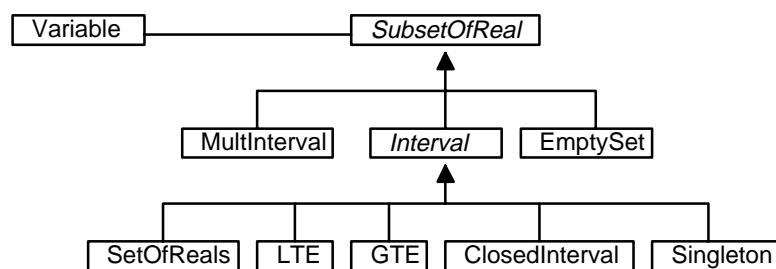 Variable SubsetOfReal
MultInterval Interval EmptySet
SetOfReals LTE GTE ClosedInterval Singleton